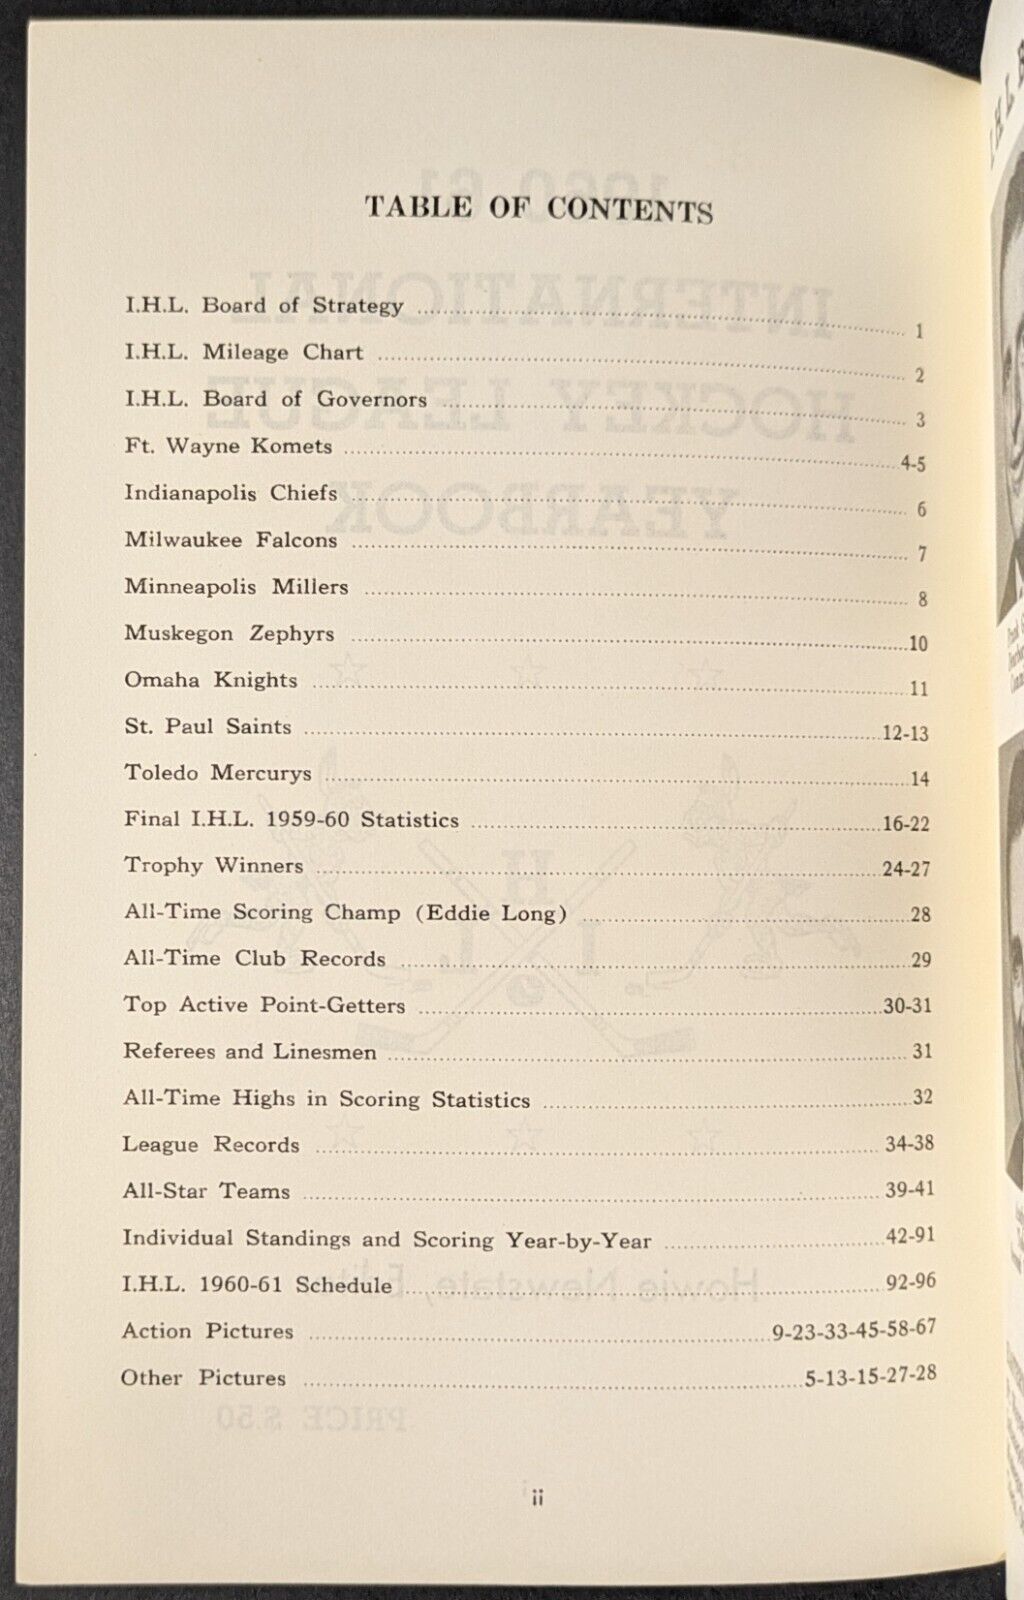 TABLE OF CONTENTS
I.H.L. Board of Strategy 1
I.H.L. Mileage Chart 2
I.H.L. Board of Governors 3
Ft. Wayne Komets 4-5
Indianapolis Chiefs 6
Milwaukee Falcons 7
Minneapolis Millers 8
Muskegon Zephyrs 10
Omaha Knights 11
St. Paul Saints 12-13
Toledo Mercurys 14
Final I.H.L. 1959-60 Statistics 16-22
Trophy Winners 24-27
All-Time Scoring Champ (Eddie Long) 28
All-Time Club Records 29
Top Active Point-Getters 30-31
Referees and Linesmen 31
All-Time Highs in Scoring Statistics 32
League Records 34-38
All-Star Teams 39-41
Individual Standings and Scoring Year-by-Year 42-91
I.H.L. 1960-61 Schedule 92-96
Action Pictures 9-23-33-45-58-67
Other Pictures 5-13-15-27-28
ii